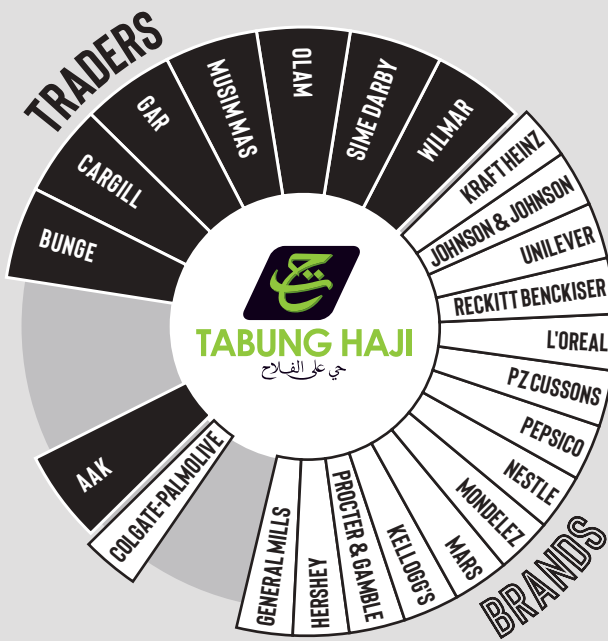 TRADERS
BUNGE
CARGILL
GAR
MUSIM MAS
OLAM
SIME DARBY
WILMAR
KRAFT HEINZ
JOHNSON & JOHNSON
UNILEVER
RECKITT BENCKISER
L'OREAL
PZ CUSSONS
PEPSICO
NESTLE
MONDELEZ
MARS
KELLOGG'S
PROCTER & GAMBLE
HERSHEY
GENERAL MILLS
COLGATE-PALMOLIVE
AAK
BRANDS
TABUNG HAJI
حي على الفلاح